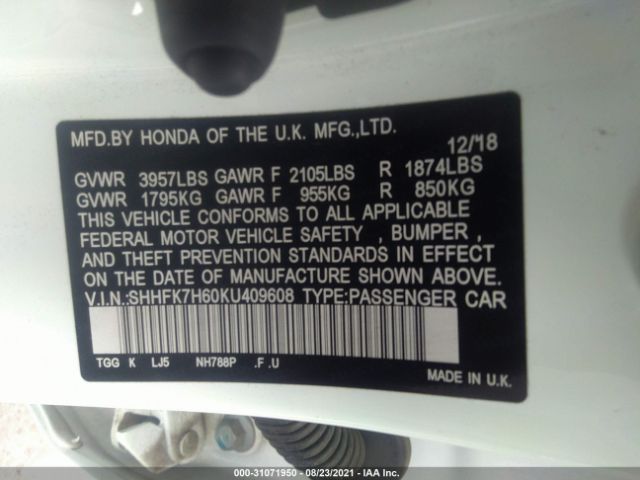 MFD.BY HONDA OF THE U.K. MFG.,LTD.
12/'18
GVWR 3957LBS GAWR F 2105LBS R 1874LBS
GVWR 1795KG GAWR F 955KG R 850KG
THIS VEHICLE CONFORMS TO ALL APPLICABLE
FEDERAL MOTOR VEHICLE SAFETY , BUMPER ,
AND THEFT PREVENTION STANDARDS IN EFFECT
ON THE DATE OF MANUFACTURE SHOWN ABOVE.
V.I.N.:SHHFK7H60KU409608 TYPE:PASSENGER CAR
TGG K LJ5 NH788P .F .U
MADE IN U.K.
000-31071950 - 08/23/2021 - IAA Inc.